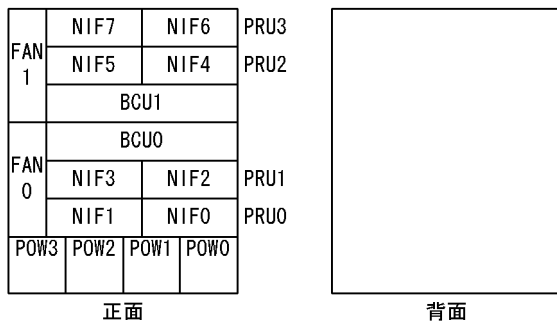 NIF7 NIF6 PRU3
FAN
1
NIF5 NIF4 PRU2
BCU1
BCU0
FAN
0
NIF3 NIF2 PRU1
NIF1 NIF0 PRU0
POW3 POW2 POW1 POW0
正面 背面